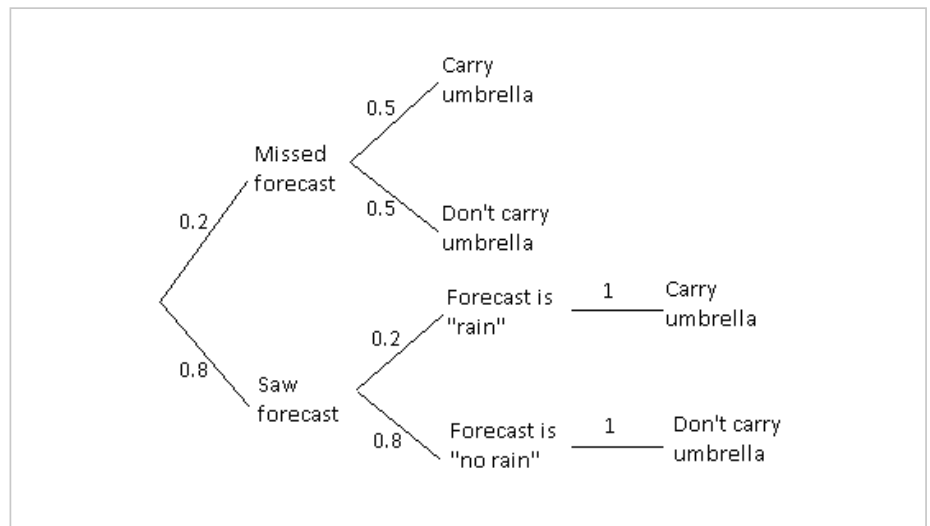 Carry
umbrella
0.5
Missed
forecast
0.5
Don't carry
umbrella
0.2
Forecast is
"rain"
1
Carry
umbrella
0.2
0.8
Saw
forecast
0.8
Forecast is
"no rain"
1
Don't carry
umbrella